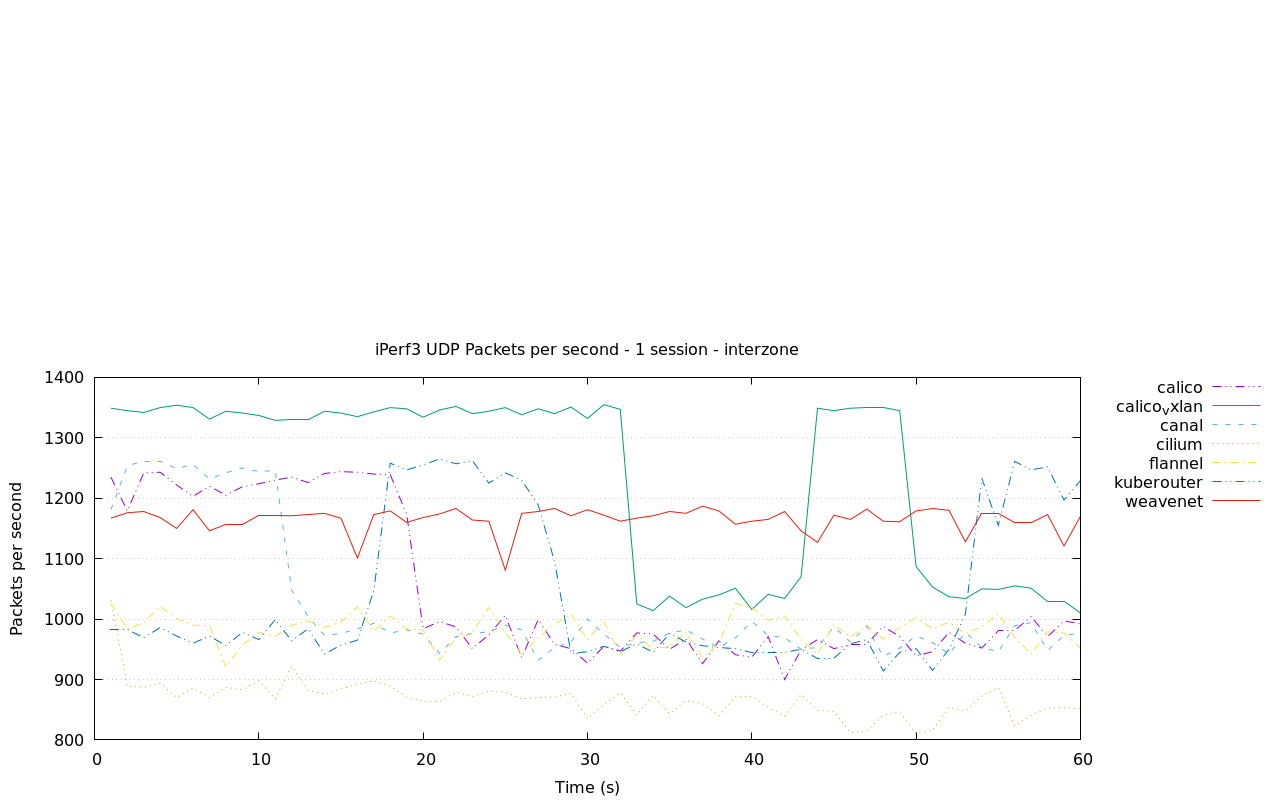 iPerf3 UDP Packets per second - 1 session - interzone
1400
1300
1200
1100
1000
900
800
0 10 20 30 40 50 60
Packets per second
Time (s)
calico
calicovxlan
canal
cilium
flannel
kuberouter
weavenet